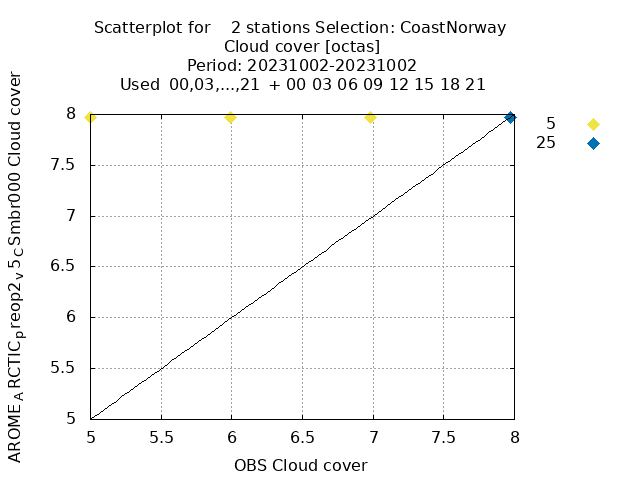 Scatterplot for    2 stations Selection: CoastNorway
Cloud cover [octas]
Period: 20231002-20231002
Used  00,03,...,21  + 00 03 06 09 12 15 18 21
AROME_ARCTIC_preop2_v5_CSmbr000 Cloud cover
8
7.5
7
6.5
6
5.5
5
5 5.5 6 6.5 7 7.5 8
OBS Cloud cover
5
25